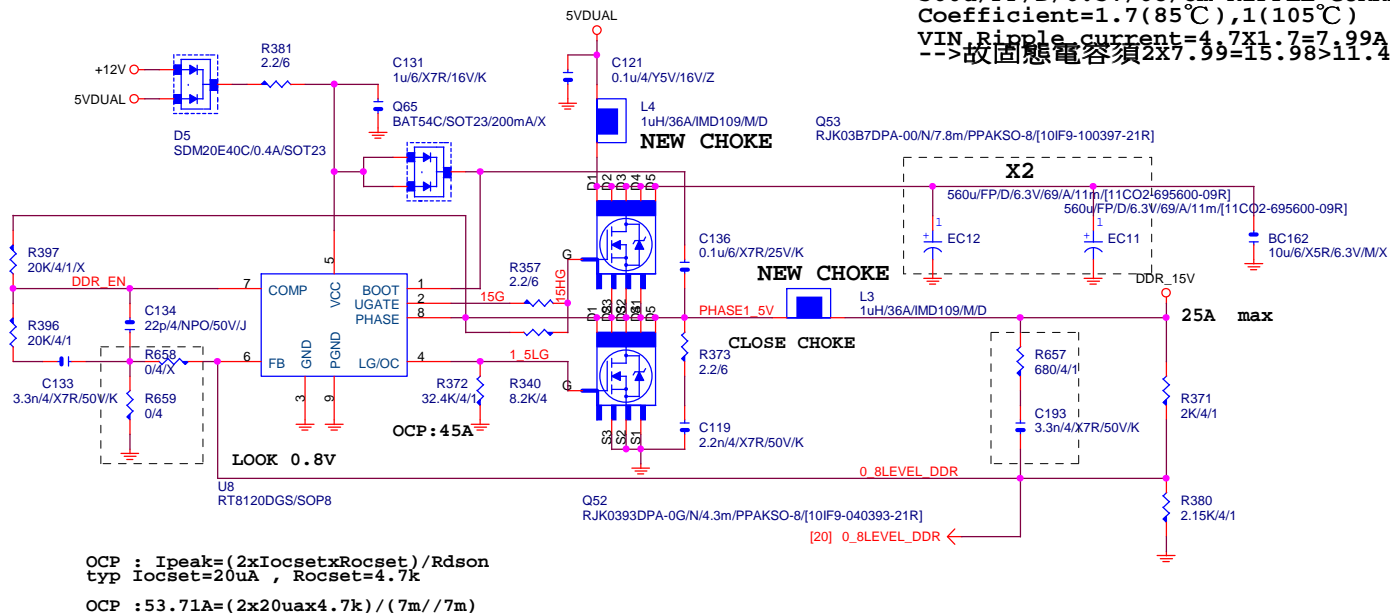 Coefficient=1.7(85℃),1(105℃)
VIN Ripple current=4.7X1.7=7.99A
-->故固態電容須2X7.99=15.98>11.4
5VDUAL
R381
2.2/6
+12V
5VDUAL
C131
1u/6/X7R/16V/K
C121
0.1u/4/Y5V/16V/Z
D5
SDM20E40C/0.4A/SOT23
Q65
BAT54C/SOT23/200mA/X
L4
1uH/36A/IMD109/M/D
NEW CHOKE
Q53
RJK03B7DPA-00/N/7.8m/PPAKSO-8/[10IF9-100397-21R]
X2
560u/FP/D/6.3V/69/A/11m/[11CO2-695600-09R]
560u/FP/D/6.3V/69/A/11m/[11CO2-695600-09R]
D1
D2
D3
D4
D5
1
1
+
+
EC12
EC11
BC162
10u/6/X5R/6.3V/M/X
R397
20K/4/1/X
DDR_EN
C134
22p/4/NPO/50V/J
R396
20K/4/1
R658
0/4/X
C133
3.3n/4/X7R/50V/K
R659
0/4
LOOK 0.8V
7
6
5
3
9
1
2
8
4
COMP
FB
VCC
GND
PGND
BOOT
UGATE
PHASE
LG/OC
U8
RT8120DGS/SOP8
R357
2.2/6
15G
15HG
G
C136
0.1u/6/X7R/25V/K
NEW CHOKE
L3
1uH/36A/IMD109/M/D
PHASE1_5V
CLOSE CHOKE
DDR_15V
25A max
1_5LG
R372
32.4K/4/1
R340
8.2K/4
OCP:45A
G
D1
D5
S3
S2
S1
R373
2.2/6
C119
2.2n/4/X7R/50V/K
R657
680/4/1
C193
3.3n/4/X7R/50V/K
R371
2K/4/1
0_8LEVEL_DDR
R380
2.15K/4/1
Q52
RJK0393DPA-0G/N/4.3m/PPAKSO-8/[10IF9-040393-21R]
[20] 0_8LEVEL_DDR
OCP : Ipeak=(2xIocsetxRocset)/Rdson
typ Iocset=20uA , Rocset=4.7k
OCP :53.71A=(2x20uax4.7k)/(7m//7m)